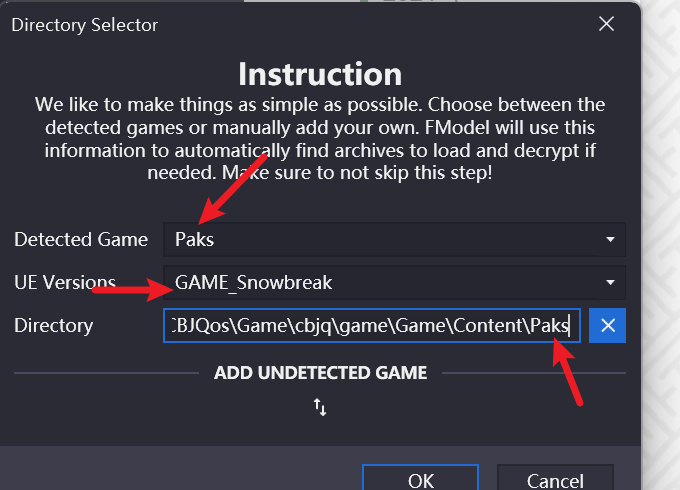 Directory Selector
Instruction
We like to make things as simple as possible. Choose between the
detected games or manually add your own. FModel will use this
information to automatically find archives to load and decrypt if
needed. Make sure to not skip this step!
Detected Game Paks
UE Versions GAME_Snowbreak
Directory CBJQos\Game\cbjq\game\Game\Content\Paks
ADD UNDETECTED GAME
OK Cancel